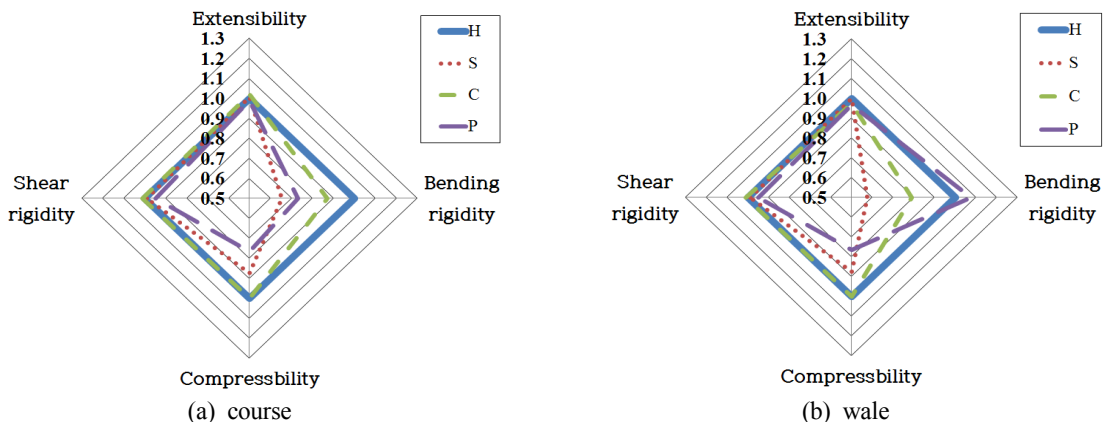 Extensibility
1.3
1.2
1.1
1.0
0.9
0.8
0.7
0.6
0.5
H
S
C
P
Shear
rigidity
Bending
rigidity
Compressbility
(a) course
Extensibility
1.3
1.2
1.1
1.0
0.9
0.8
0.7
0.6
0.5
H
S
C
P
Shear
rigidity
Bending
rigidity
Compressbility
(b) wale